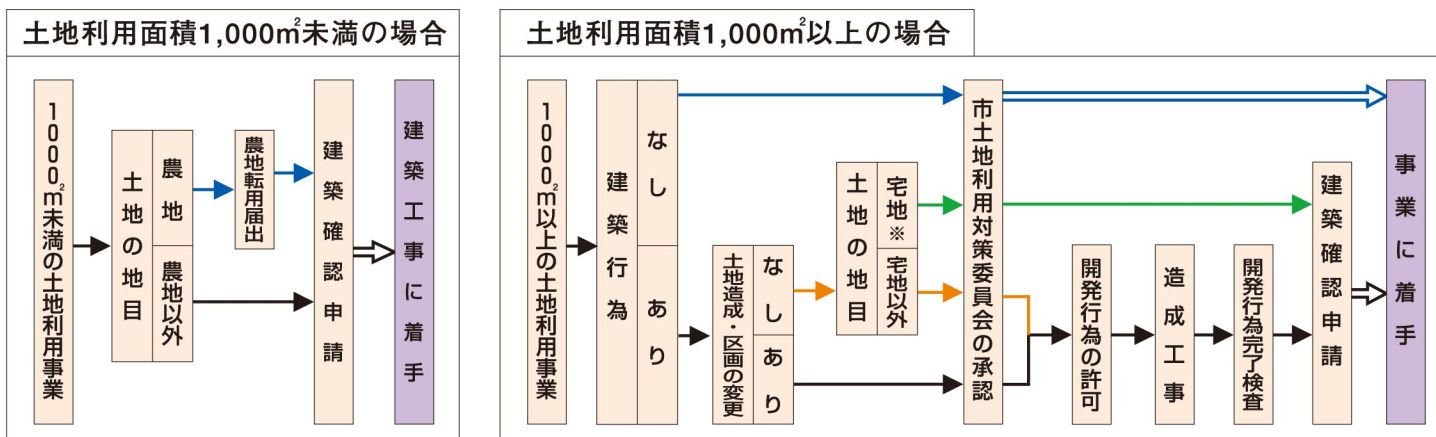 土地利用面積1,000㎡未満の場合
1000㎡未満の土地利用事業
土地の地目
農地
農地以外
農地転用届出
建築確認申請
建築工事に着手
土地利用面積1,000㎡以上の場合
1000㎡以上の土地利用事業
建築行為
なし
あり
土地造成・区画の変更
なし
あり
土地の地目
宅地※
宅地以外
市土地利用対策委員会の承認
開発行為の許可
造成工事
開発行為完了検査
建築確認申請
事業に着手